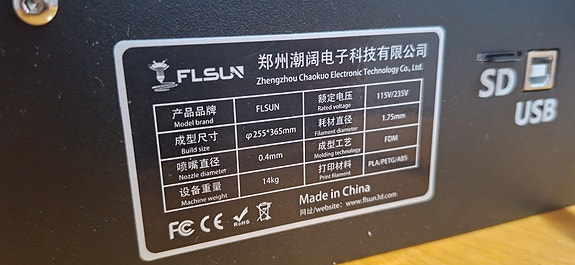 FLSUN
郑州潮阔电子科技有限公司
Zhengzhou Chaokuo Electronic Technology Co., Ltd.
产品品牌
Model brand
FLSUN
额定电压
Rated voltage
115V/235V
成型尺寸
Build size
φ255*365mm
耗材直径
Filament diameter
1.75mm
喷嘴直径
Nozzle diameter
0.4mm
成型工艺
Molding technology
FDM
设备重量
Machine weight
14kg
打印材料
Print filament
PLA/PETG/ABS
FC CE RoHS
Made in China
网址/website/www.flsun3d.com
SD
USB